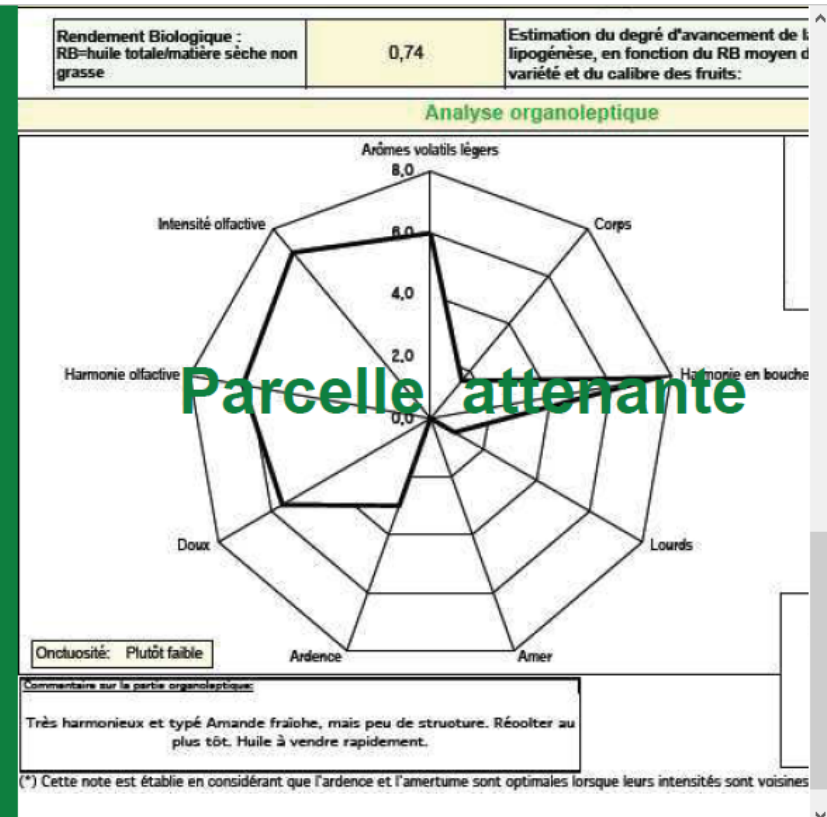 Rendement Biologique :
RB=huile totale/matière sèche non
grasse
0,74
Estimation du degré d'avancement de l
lipogénèse, en fonction du RB moyen d
variété et du calibre des fruits:
Analyse organoleptique
Arômes volatils légers
8,0
Intensité olfactive
Corps
6,0
4,0
2,0
Harmonie olfactive
Harmonie en bouche
Parcelle attenante
0,0
Doux
Lourds
Onctuosité: Plutôt faible
Ardence
Amer
Commentaire sur la partie organoleptique:
Très harmonieux et typé Amande fraîche, mais peu de structure. Récolter au
plus tôt. Huile à vendre rapidement.
(*) Cette note est établie en considérant que l'ardence et l'amertume sont optimales lorsque leurs intensités sont voisines